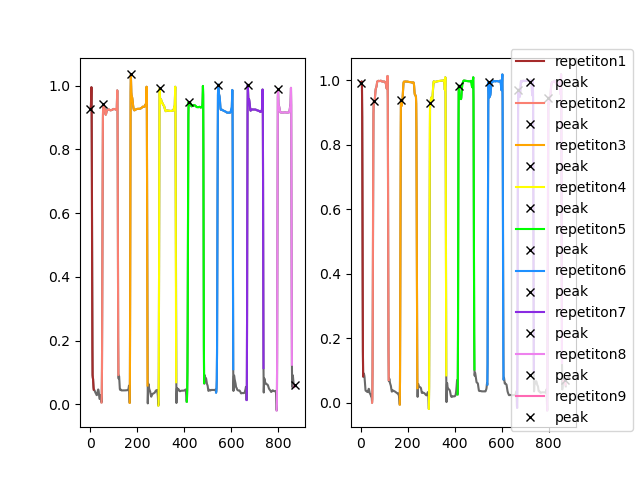 1.0
0.8
0.6
0.4
0.2
0.0
0
200
400
600
800
1.0
0.8
0.6
0.4
0.2
0.0
0
200
400
600
800
repetiton1
peak
repetiton2
peak
repetiton3
peak
repetiton4
peak
repetiton5
peak
repetiton6
peak
repetiton7
peak
repetiton8
peak
repetiton9
peak